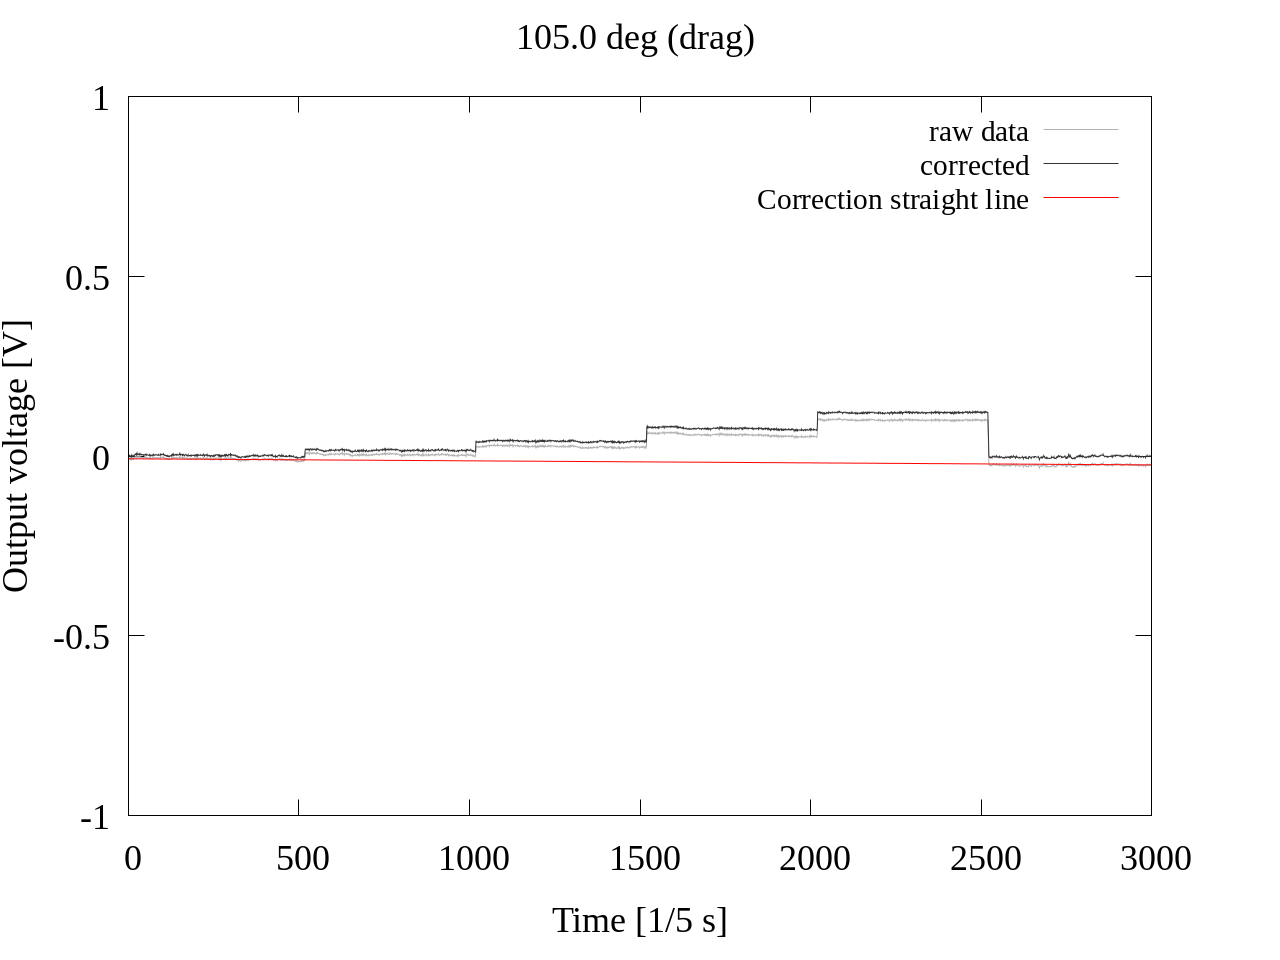 105.0 deg (drag)
raw data
corrected
Correction straight line
Output voltage [V]
1
0.5
0
-0.5
-1
0 500 1000 1500 2000 2500 3000
Time [1/5 s]